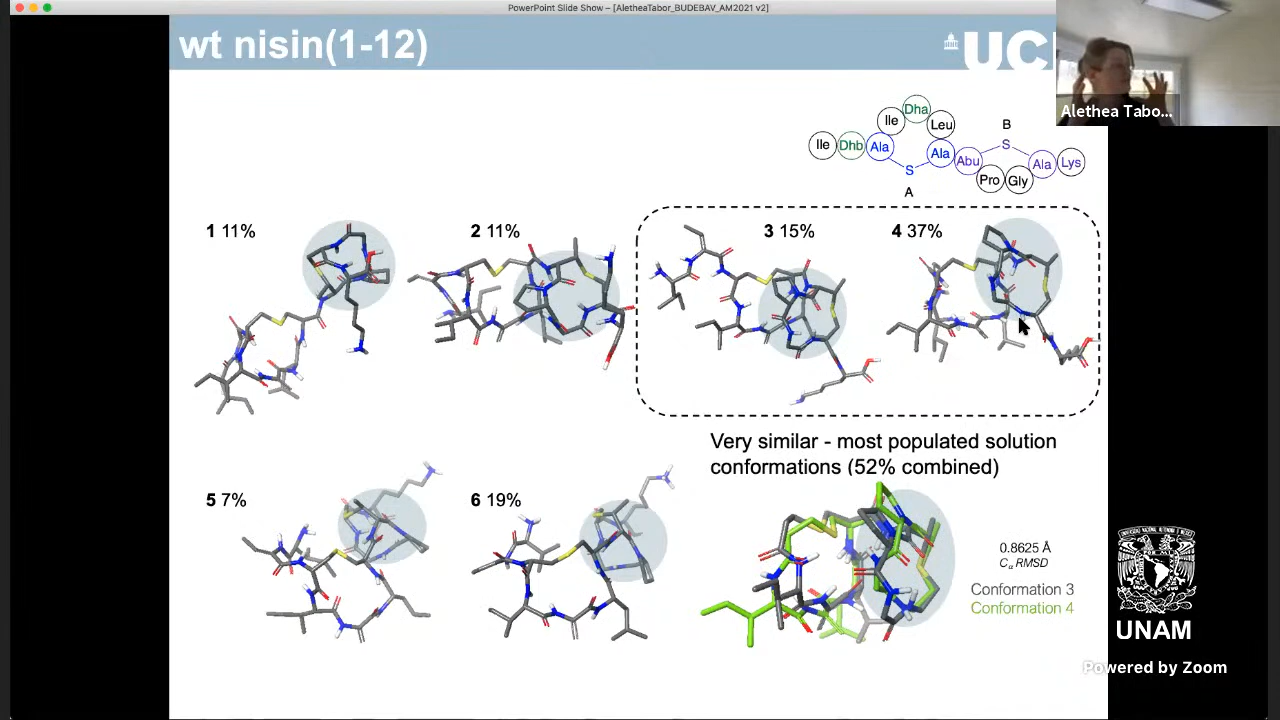 PowerPoint Slide Show – [AletheaTabor_BUDEBAV_AM2021 v2]
wt nisin(1-12)
UCL
Alethea Tabo...
Ile Dhb Ala Ile Dha Leu Ala Abu Pro Gly Ala Lys
S
A
B
S
1 11%
2 11%
3 15%
4 37%
Very similar - most populated solution
conformations (52% combined)
5 7%
6 19%
0.8625 Å
Cα RMSD
Conformation 3
Conformation 4
UNAM
Powered by Zoom